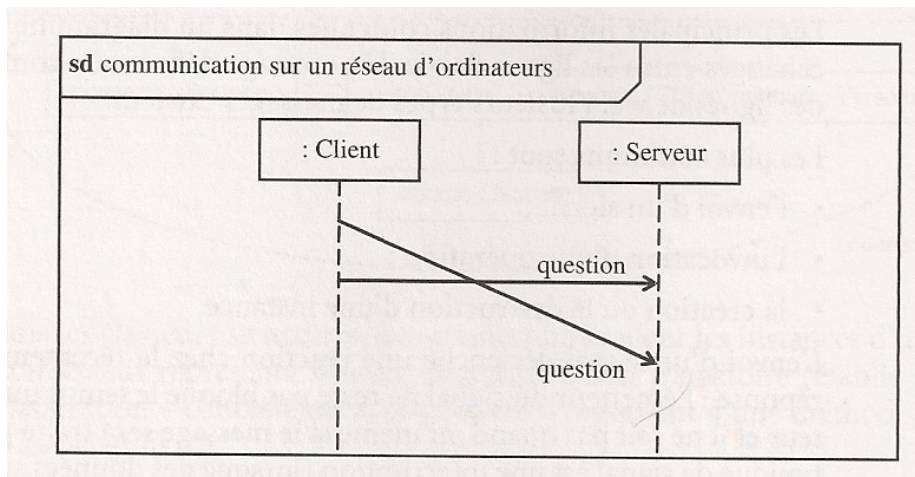 sd communication sur un réseau d'ordinateurs
: Client
: Serveur
question
question